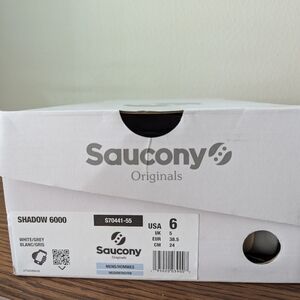 Saucony
Originals
SHADOW 6000
S70441-55
USA 6
UK 5
EUR 38.5
CM 24
WHITE/GREY
BLANC/GRIS
Saucony
Originals
MENS/HOMMES